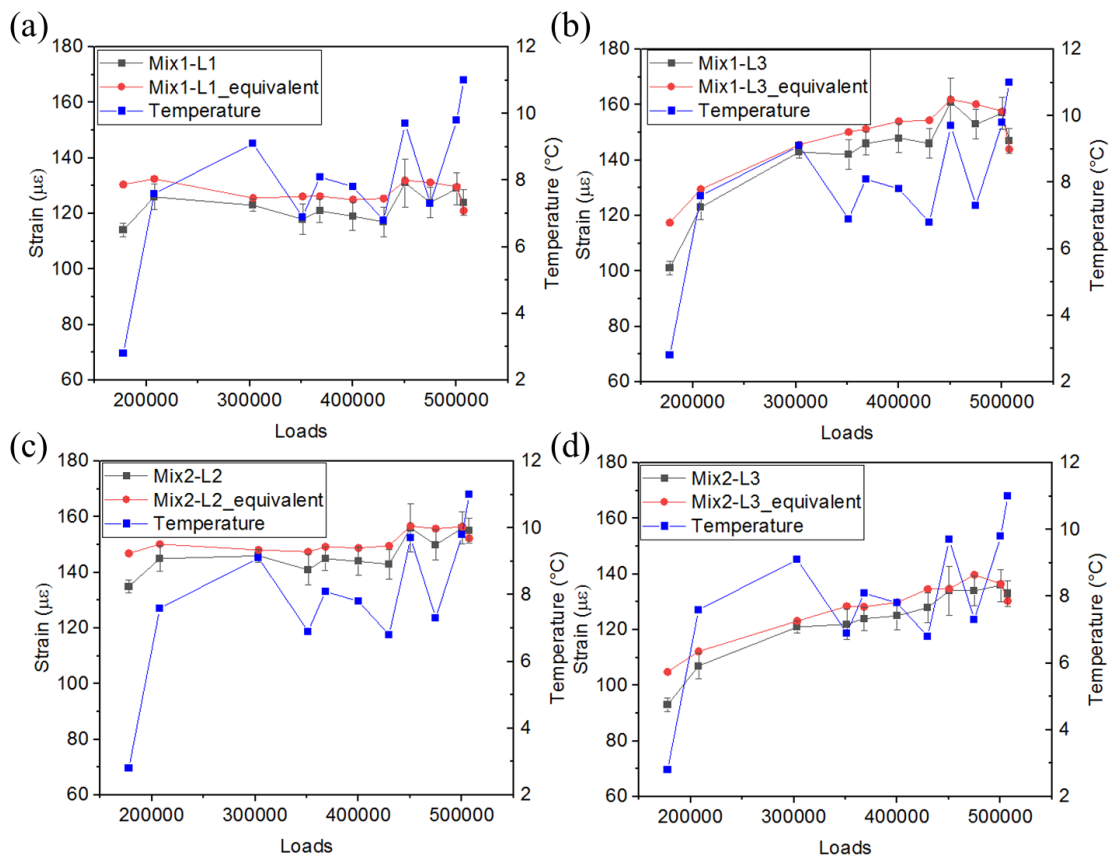 (a)
Mix1-L1
Mix1-L1_equivalent
Temperature
180
160
140
120
100
80
60
Strain (με)
12
10
8
6
4
2
Temperature (°C)
200000 300000 400000 500000
Loads
(b)
Mix1-L3
Mix1-L3_equivalent
Temperature
180
160
140
120
100
80
60
Strain (με)
12
10
8
6
4
2
Temperature (°C)
200000 300000 400000 500000
Loads
(c)
Mix2-L2
Mix2-L2_equivalent
Temperature
180
160
140
120
100
80
60
Strain (με)
12
10
8
6
4
2
Temperature (°C)
200000 300000 400000 500000
Loads
(d)
Mix2-L3
Mix2-L3_equivalent
Temperature
180
160
140
120
100
80
60
Strain (με)
12
10
8
6
4
2
Temperature (°C)
200000 300000 400000 500000
Loads